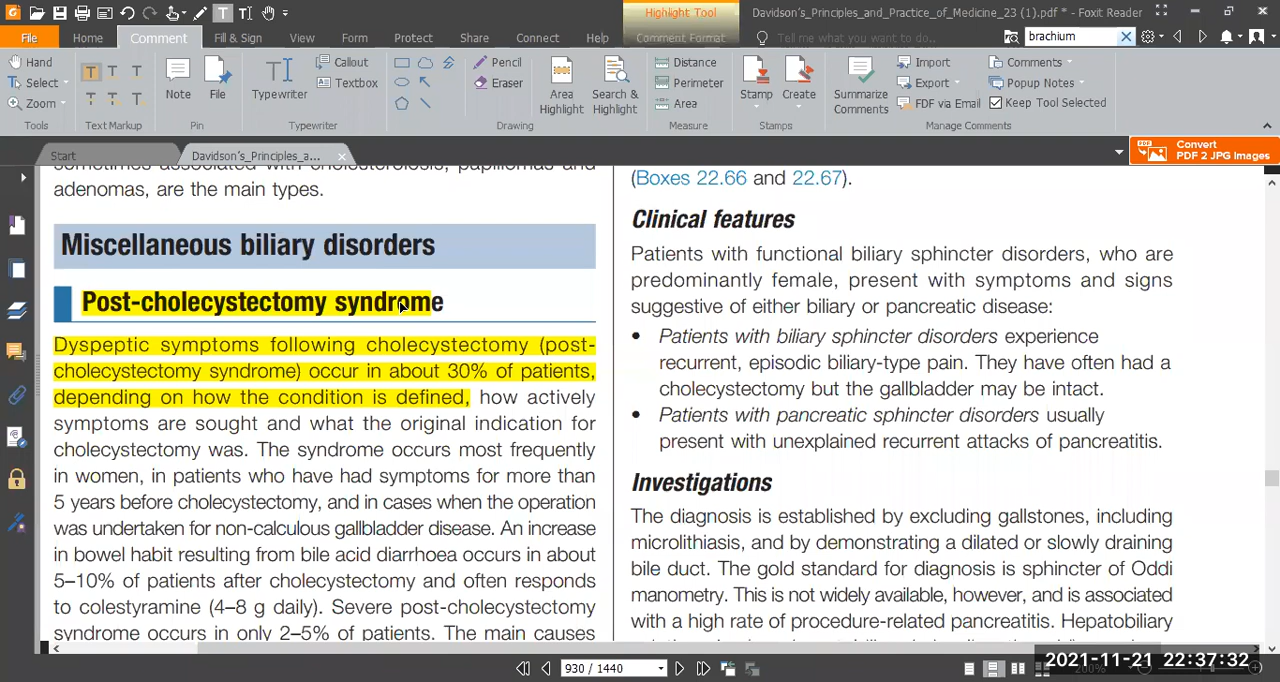 Highlight Tool
Davidson's_Principles_and_Practice_of_Medicine_23 (1).pdf * - Foxit Reader
File
Home
Comment
Fill & Sign
View
Form
Protect
Share
Connect
Help
Comment Format
Tell me what you want to do..
brachium
Hand
Select
Zoom
Tools
Text Markup
Note
File
Pin
Typewriter
Callout
Textbox
Typewriter
Pencil
Eraser
Drawing
Area
Highlight
Search &
Highlight
Distance
Perimeter
Area
Measure
Stamp
Create
Stamps
Summarize
Comments
Import
Export
FDF via Email
Comments
Popup Notes
Keep Tool Selected
Manage Comments
Start
Davidson's_Principles_a...
Convert
PDF 2 JPG Images
sometimes associated with cholesterolosis, papillomas and
adenomas, are the main types.
Miscellaneous biliary disorders
Post-cholecystectomy syndrome
Dyspeptic symptoms following cholecystectomy (post-
cholecystectomy syndrome) occur in about 30% of patients,
depending on how the condition is defined, how actively
symptoms are sought and what the original indication for
cholecystectomy was. The syndrome occurs most frequently
in women, in patients who have had symptoms for more than
5 years before cholecystectomy, and in cases when the operation
was undertaken for non-calculous gallbladder disease. An increase
in bowel habit resulting from bile acid diarrhoea occurs in about
5–10% of patients after cholecystectomy and often responds
to colestyramine (4–8 g daily). Severe post-cholecystectomy
syndrome occurs in only 2–5% of patients. The main causes
(Boxes 22.66 and 22.67).
Clinical features
Patients with functional biliary sphincter disorders, who are
predominantly female, present with symptoms and signs
suggestive of either biliary or pancreatic disease:
• Patients with biliary sphincter disorders experience
recurrent, episodic biliary-type pain. They have often had a
cholecystectomy but the gallbladder may be intact.
• Patients with pancreatic sphincter disorders usually
present with unexplained recurrent attacks of pancreatitis.
Investigations
The diagnosis is established by excluding gallstones, including
microlithiasis, and by demonstrating a dilated or slowly draining
bile duct. The gold standard for diagnosis is sphincter of Oddi
manometry. This is not widely available, however, and is associated
with a high rate of procedure-related pancreatitis. Hepatobiliary
930 / 1440
2021-11-21 22:37:32
200%